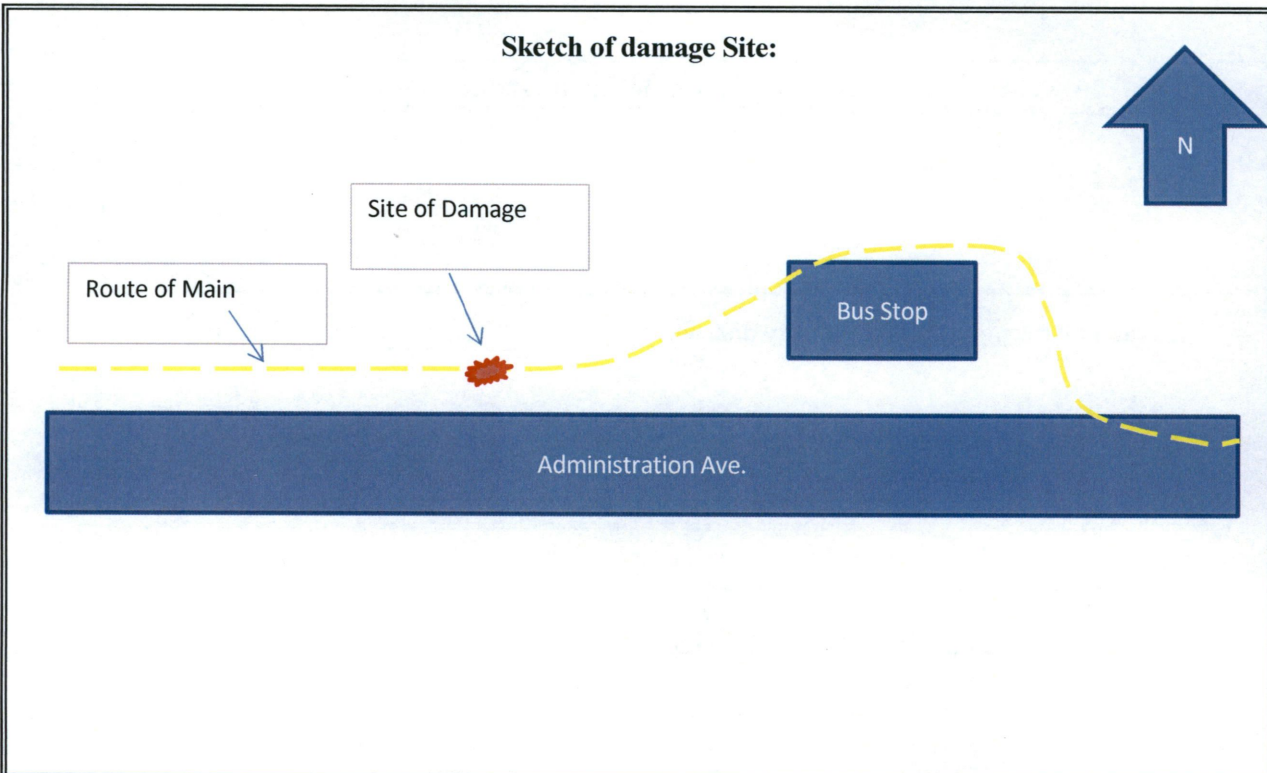 Sketch of damage Site:
N
Site of Damage
Route of Main
Bus Stop
Administration Ave.